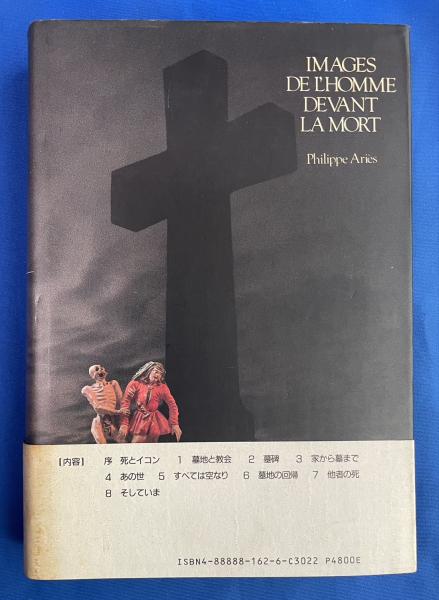 IMAGES
DE L'HOMME
DEVANT
LA MORT
Philippe Ariès
【内容】 序 死とイコン 1 墓地と教会 2 墓碑 3 家から墓まで
4 あの世 5 すべては空なり 6 墓地の回帰 7 他者の死
8 そしていま
ISBN4-88888-162-6-C3022 P4800E